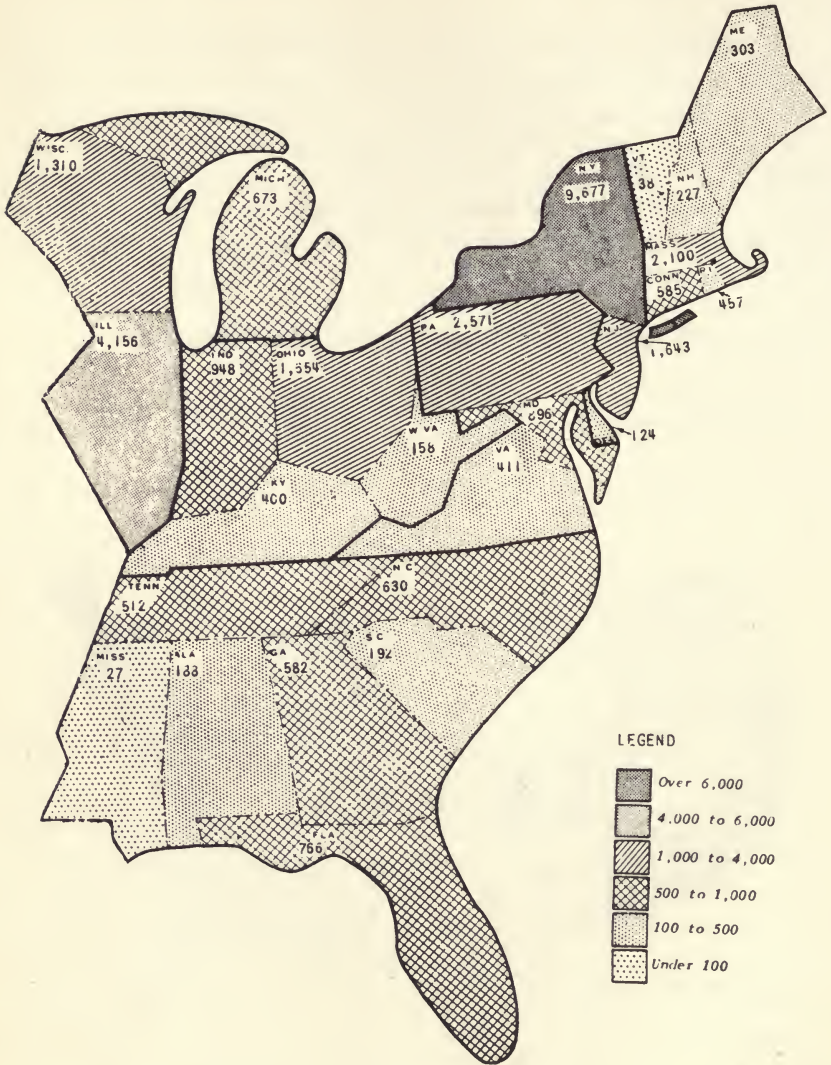 ME
303
WISC.
1,310
MICH
673
N Y
9,677
VT
38
NH
227
MASS
2,100
CONN
585
R I
457
ILL
4,156
IND
948
OHIO
PA 2,571
N J
1,643
MD
W VA
158
VA
411
DEL
124
KY
400
TENN
512
N C
630
MISS
27
ALA
GA
582
S C
192
FLA
766
LEGEND
Over 6,000
4,000 to 6,000
1,000 to 4,000
500 to 1,000
100 to 500
Under 100